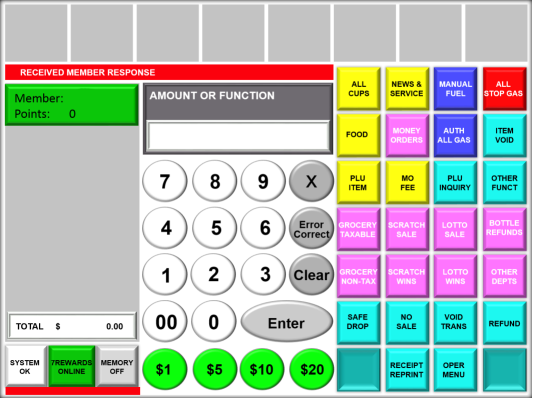 RECEIVED MEMBER RESPONSE
Member:
Points: 0
AMOUNT OR FUNCTION
ALL
CUPS
NEWS &
SERVICE
MANUAL
FUEL
ALL
STOP GAS
FOOD
MONEY
ORDERS
AUTH
ALL GAS
ITEM
VOID
7
8
9
X
PLU
ITEM
MO
FEE
PLU
INQUIRY
OTHER
FUNCT
4
5
6
Error
Correct
GROCERY
TAXABLE
SCRATCH
SALE
LOTTO
SALE
BOTTLE
REFUNDS
1
2
3
Clear
GROCERY
NON-TAX
SCRATCH
WINS
LOTTO
WINS
OTHER
DEPTS
TOTAL $ 0.00
00
0
Enter
SAFE
DROP
NO
SALE
VOID
TRANS
REFUND
SYSTEM
OK
7REWARDS
ONLINE
MEMORY
OFF
$1
$5
$10
$20
RECEIPT
REPRINT
OPER
MENU